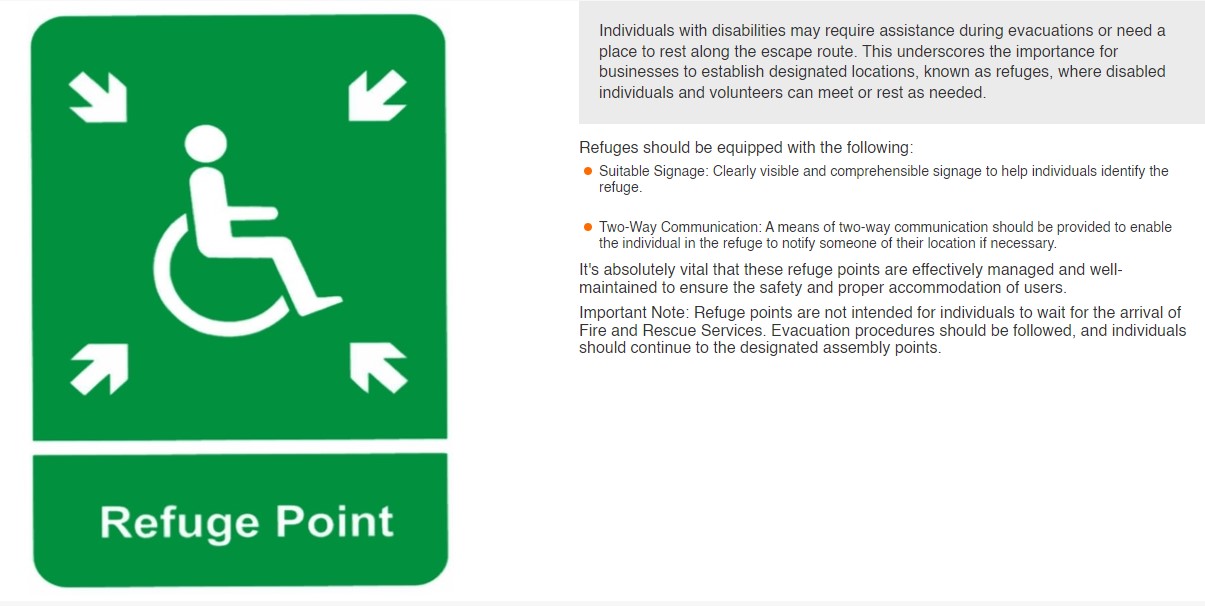 Refuge Point
Individuals with disabilities may require assistance during evacuations or need a
place to rest along the escape route. This underscores the importance for
businesses to establish designated locations, known as refuges, where disabled
individuals and volunteers can meet or rest as needed.
Refuges should be equipped with the following:
Suitable Signage: Clearly visible and comprehensible signage to help individuals identify the
refuge.
Two-Way Communication: A means of two-way communication should be provided to enable
the individual in the refuge to notify someone of their location if necessary.
It's absolutely vital that these refuge points are effectively managed and well-
maintained to ensure the safety and proper accommodation of users.
Important Note: Refuge points are not intended for individuals to wait for the arrival of
Fire and Rescue Services. Evacuation procedures should be followed, and individuals
should continue to the designated assembly points.